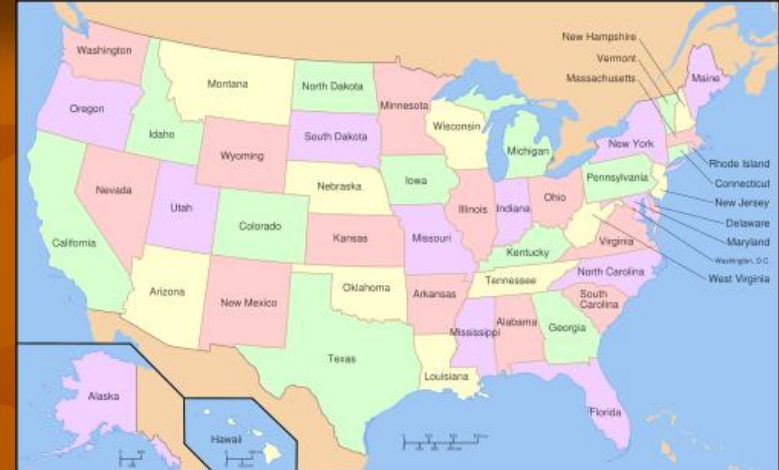 New Hampshire
Vermont
Massachusetts
Washington
Montana
North Dakota
Minnesota
Maine
Oregon
Idaho
Wyoming
South Dakota
Wisconsin
Michigan
New York
Rhode Island
Connecticut
New Jersey
Delaware
Maryland
Washington, D.C.
West Virginia
Nevada
Utah
Colorado
Nebraska
Iowa
Illinois
Indiana
Ohio
Pennsylvania
California
Kansas
Missouri
Kentucky
Virginia
Arizona
New Mexico
Oklahoma
Arkansas
Tennessee
North Carolina
South
Carolina
Texas
Louisiana
Mississippi
Alabama
Georgia
Florida
Alaska
Hawaii